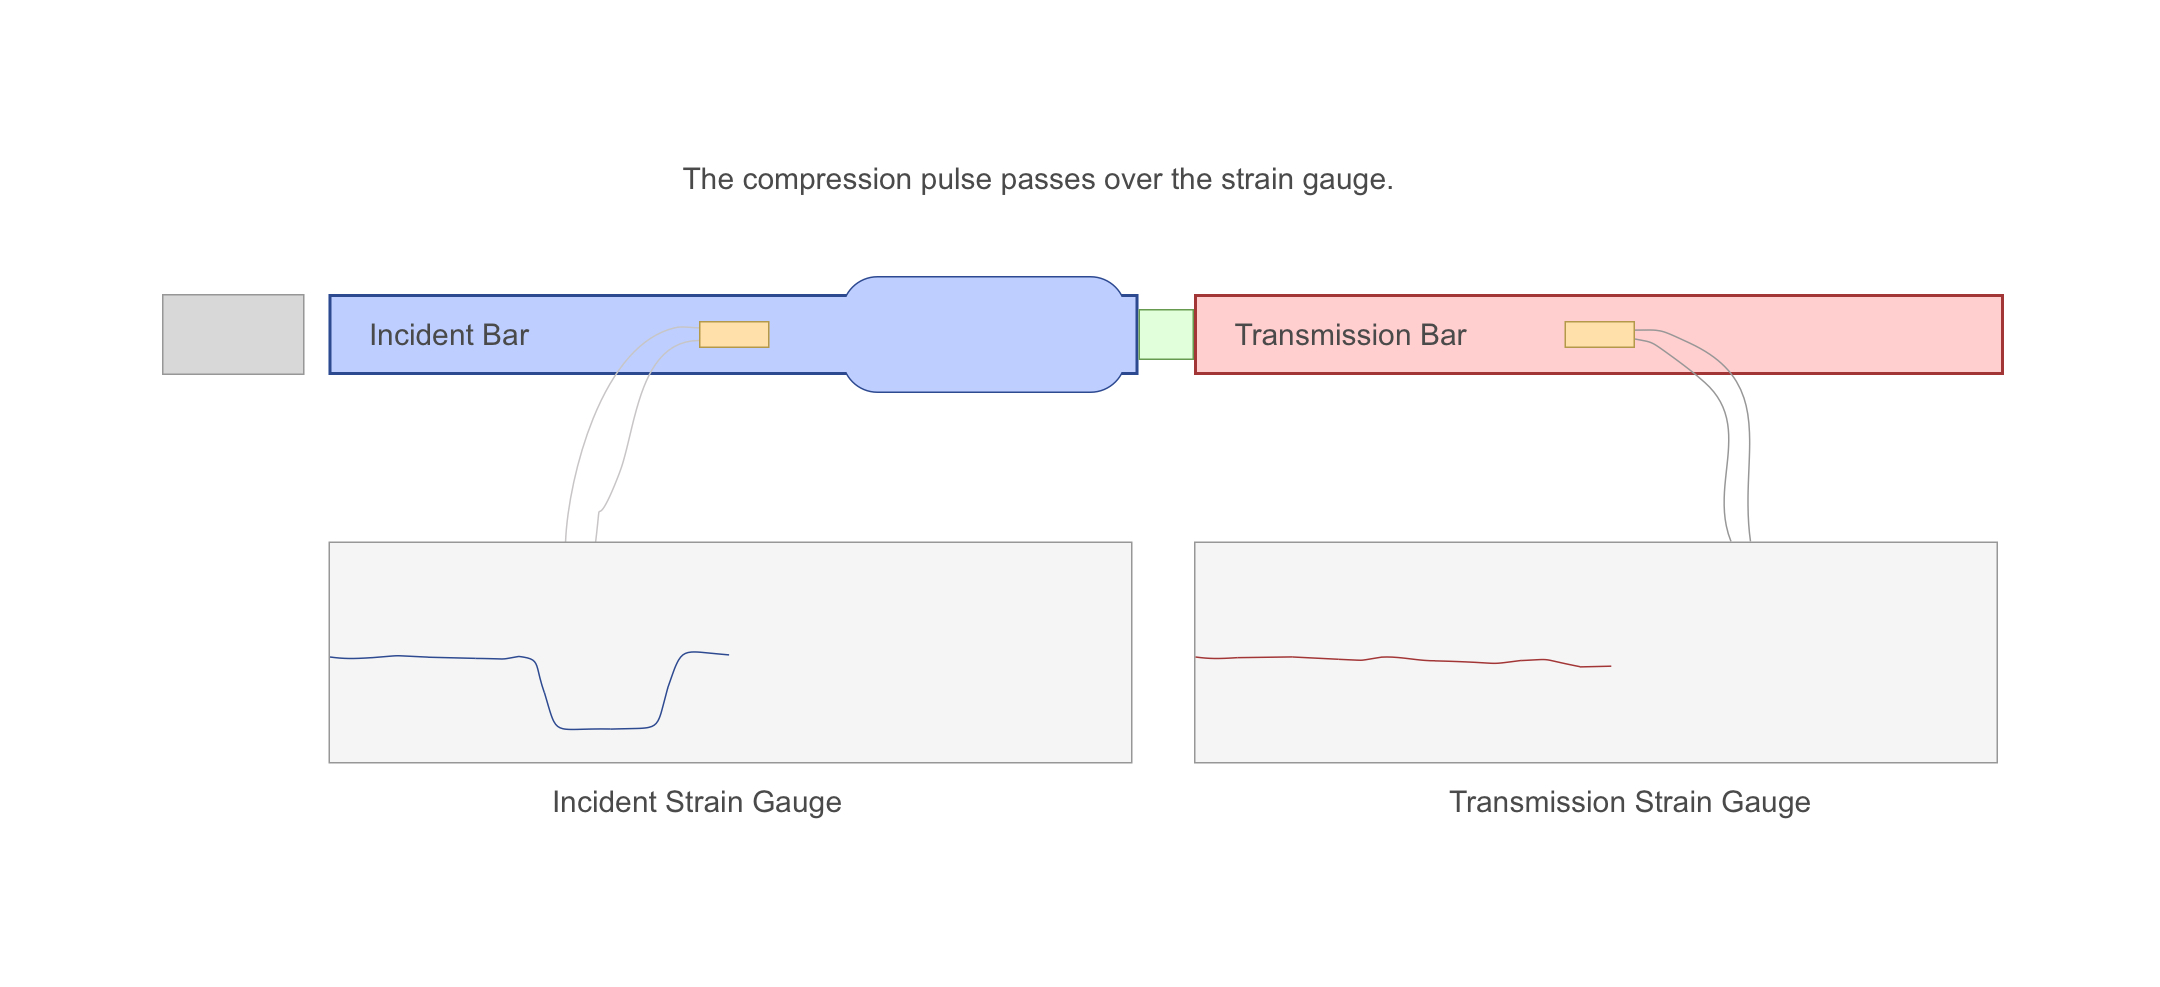 The compression pulse passes over the strain gauge.
Incident Bar
Transmission Bar
Incident Strain Gauge
Transmission Strain Gauge